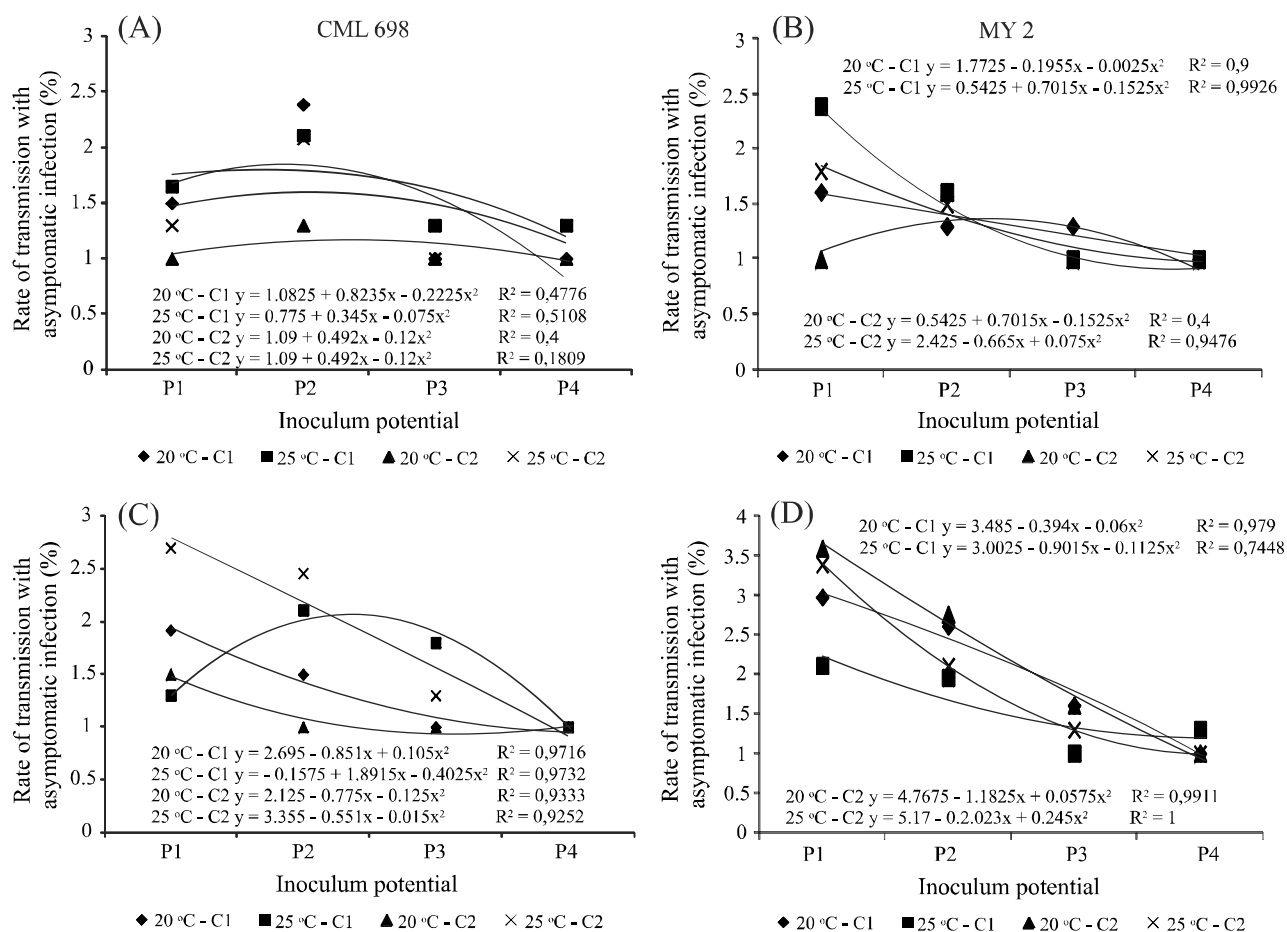 (A)
CML 698
Rate of transmission with
asymptomatic infection (%)
3
2.5
2
1.5
1
0.5
0
20 ºC - C1 y = 1.0825 + 0.8235x - 0.2225x² R² = 0,4776
25 ºC - C1 y = 0.775 + 0.345x - 0.075x² R² = 0,5108
20 ºC - C2 y = 1.09 + 0.492x - 0.12x² R² = 0,4
25 ºC - C2 y = 1.09 + 0.492x - 0.12x² R² = 0,1809
P1 P2 P3 P4
Inoculum potential
20 ºC - C1 25 ºC - C1 20 ºC - C2 25 ºC - C2
(B)
MY 2
Rate of transmission with
asymptomatic infection (%)
3
2.5
2
1.5
1
0.5
0
20 ºC - C1 y = 1.7725 - 0.1955x - 0.0025x² R² = 0,9
25 ºC - C1 y = 0.5425 + 0.7015x - 0.1525x² R² = 0,9926
20 ºC - C2 y = 0.5425 + 0.7015x - 0.1525x² R² = 0,4
25 ºC - C2 y = 2.425 - 0.665x + 0.075x² R² = 0,9476
P1 P2 P3 P4
Inoculum potential
20 ºC - C1 25 ºC - C1 20 ºC - C2 25 ºC - C2
(C)
Rate of transmission with
asymptomatic infection (%)
3
2.5
2
1.5
1
0.5
0
20 ºC - C1 y = 2.695 - 0.851x + 0.105x² R² = 0,9716
25 ºC - C1 y = - 0.1575 + 1.8915x - 0.4025x² R² = 0,9732
20 ºC - C2 y = 2.125 - 0.775x - 0.125x² R² = 0,9333
25 ºC - C2 y = 3.355 - 0.551x - 0.015x² R² = 0,9252
P1 P2 P3 P4
Inoculum potential
20 ºC - C1 25 ºC - C1 20 ºC - C2 25 ºC - C2
(D)
Rate of transmission with
asymptomatic infection (%)
4
3.5
3
2.5
2
1.5
1
0.5
0
20 ºC - C1 y = 3.485 - 0.394x - 0.06x² R² = 0,979
25 ºC - C1 y = 3.0025 - 0.9015x - 0.1125x² R² = 0,7448
20 ºC - C2 y = 4.7675 - 1.1825x + 0.0575x² R² = 0,9911
25 ºC - C2 y = 5.17 - 0.2.023x + 0.245x² R² = 1
P1 P2 P3 P4
Inoculum potential
20 ºC - C1 25 ºC - C1 20 ºC - C2 25 ºC - C2